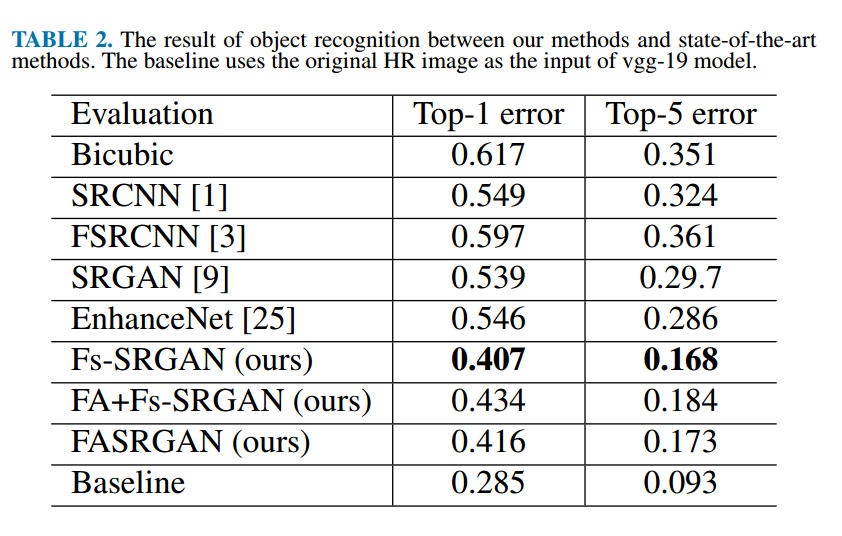 TABLE 2. The result of object recognition between our methods and state-of-the-art
methods. The baseline uses the original HR image as the input of vgg-19 model.
Evaluation Top-1 error Top-5 error
Bicubic 0.617 0.351
SRCNN [1] 0.549 0.324
FSRCNN [3] 0.597 0.361
SRGAN [9] 0.539 0.29.7
EnhanceNet [25] 0.546 0.286
Fs-SRGAN (ours) 0.407 0.168
FA+Fs-SRGAN (ours) 0.434 0.184
FASRGAN (ours) 0.416 0.173
Baseline 0.285 0.093